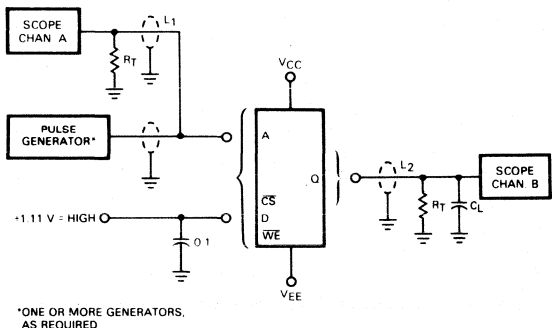 SCOPE
CHAN. A
L1
RT
VCC
PULSE
GENERATOR*
A
Q
L2
SCOPE
CHAN. B
CS
D
WE
RT
CL
+1.11 V = HIGH
0.1
VEE
*ONE OR MORE GENERATORS,
AS REQUIRED